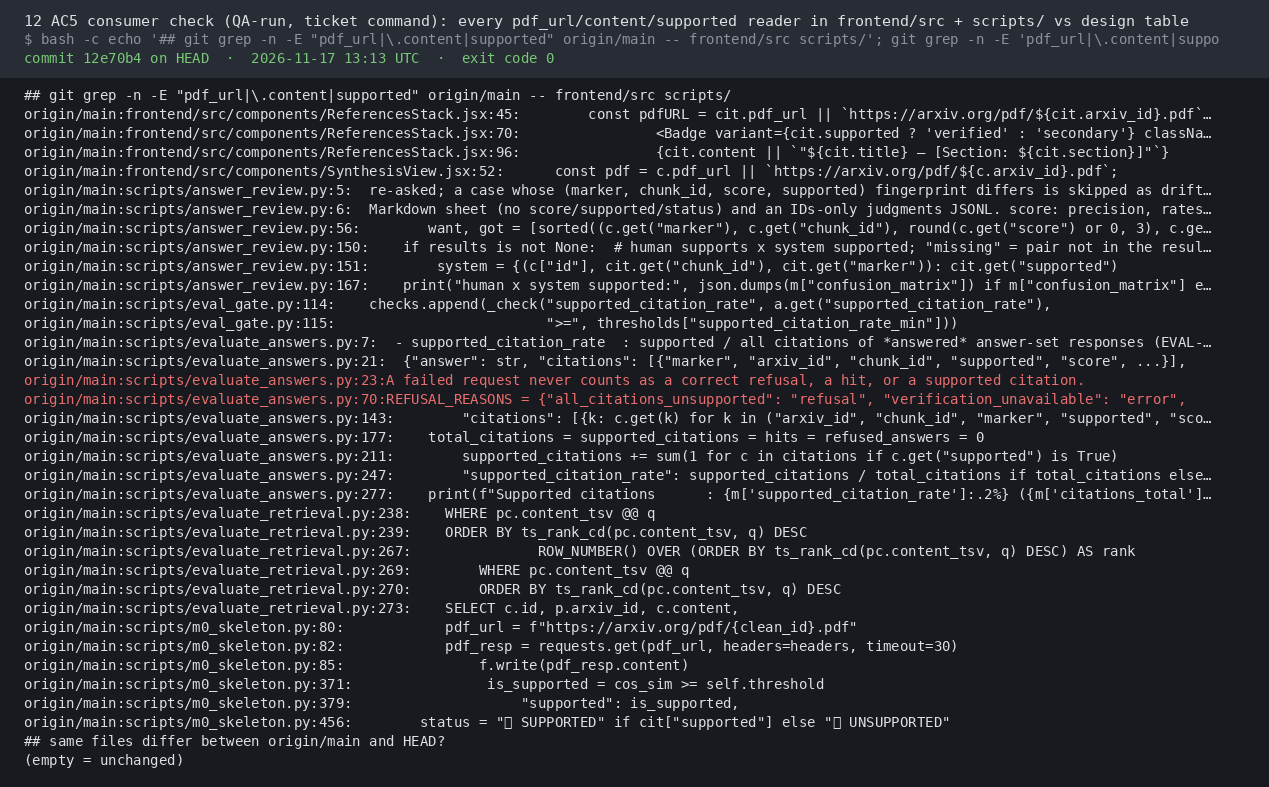 12 AC5 consumer check (QA-run, ticket command): every pdf_url/content/supported reader in frontend/src + scripts/ vs design table
$ bash -c echo '## git grep -n -E "pdf_url|\.content|supported" origin/main -- frontend/src scripts/'; git grep -n -E 'pdf_url|\.content|suppo
commit 12e70b4 on HEAD  ·  2026-11-17 13:13 UTC  ·  exit code 0
## git grep -n -E "pdf_url|\.content|supported" origin/main -- frontend/src scripts/
origin/main:frontend/src/components/ReferencesStack.jsx:45:        const pdfURL = cit.pdf_url || `https://arxiv.org/pdf/${cit.arxiv_id}.pdf`…
origin/main:frontend/src/components/ReferencesStack.jsx:70:                <Badge variant={cit.supported ? 'verified' : 'secondary'} classNa…
origin/main:frontend/src/components/ReferencesStack.jsx:96:                {cit.content || `"${cit.title} — [Section: ${cit.section}]"`}
origin/main:frontend/src/components/SynthesisView.jsx:52:      const pdf = c.pdf_url || `https://arxiv.org/pdf/${c.arxiv_id}.pdf`;
origin/main:scripts/answer_review.py:5:  re-asked; a case whose (marker, chunk_id, score, supported) fingerprint differs is skipped as drift…
origin/main:scripts/answer_review.py:6:  Markdown sheet (no score/supported/status) and an IDs-only judgments JSONL. score: precision, rates…
origin/main:scripts/answer_review.py:56:        want, got = [sorted((c.get("marker"), c.get("chunk_id"), round(c.get("score") or 0, 3), c.ge…
origin/main:scripts/answer_review.py:150:    if results is not None:  # human supports x system supported; "missing" = pair not in the resul…
origin/main:scripts/answer_review.py:151:        system = {(c["id"], cit.get("chunk_id"), cit.get("marker")): cit.get("supported")
origin/main:scripts/answer_review.py:167:    print("human x system supported:", json.dumps(m["confusion_matrix"]) if m["confusion_matrix"] e…
origin/main:scripts/eval_gate.py:114:    checks.append(_check("supported_citation_rate", a.get("supported_citation_rate"),
origin/main:scripts/eval_gate.py:115:                         ">=", thresholds["supported_citation_rate_min"]))
origin/main:scripts/evaluate_answers.py:7:  - supported_citation_rate  : supported / all citations of *answered* answer-set responses (EVAL-…
origin/main:scripts/evaluate_answers.py:21:  {"answer": str, "citations": [{"marker", "arxiv_id", "chunk_id", "supported", "score", ...}],
origin/main:scripts/evaluate_answers.py:23:A failed request never counts as a correct refusal, a hit, or a supported citation.
origin/main:scripts/evaluate_answers.py:70:REFUSAL_REASONS = {"all_citations_unsupported": "refusal", "verification_unavailable": "error",
origin/main:scripts/evaluate_answers.py:143:        "citations": [{k: c.get(k) for k in ("arxiv_id", "chunk_id", "marker", "supported", "sco…
origin/main:scripts/evaluate_answers.py:177:    total_citations = supported_citations = hits = refused_answers = 0
origin/main:scripts/evaluate_answers.py:211:        supported_citations += sum(1 for c in citations if c.get("supported") is True)
origin/main:scripts/evaluate_answers.py:247:        "supported_citation_rate": supported_citations / total_citations if total_citations else…
origin/main:scripts/evaluate_answers.py:277:    print(f"Supported citations      : {m['supported_citation_rate']:.2%} ({m['citations_total']…
origin/main:scripts/evaluate_retrieval.py:238:    WHERE pc.content_tsv @@ q
origin/main:scripts/evaluate_retrieval.py:239:    ORDER BY ts_rank_cd(pc.content_tsv, q) DESC
origin/main:scripts/evaluate_retrieval.py:267:               ROW_NUMBER() OVER (ORDER BY ts_rank_cd(pc.content_tsv, q) DESC) AS rank
origin/main:scripts/evaluate_retrieval.py:269:        WHERE pc.content_tsv @@ q
origin/main:scripts/evaluate_retrieval.py:270:        ORDER BY ts_rank_cd(pc.content_tsv, q) DESC
origin/main:scripts/evaluate_retrieval.py:273:    SELECT c.id, p.arxiv_id, c.content,
origin/main:scripts/m0_skeleton.py:80:            pdf_url = f"https://arxiv.org/pdf/{clean_id}.pdf"
origin/main:scripts/m0_skeleton.py:82:            pdf_resp = requests.get(pdf_url, headers=headers, timeout=30)
origin/main:scripts/m0_skeleton.py:85:                f.write(pdf_resp.content)
origin/main:scripts/m0_skeleton.py:371:                is_supported = cos_sim >= self.threshold
origin/main:scripts/m0_skeleton.py:379:                    "supported": is_supported,
origin/main:scripts/m0_skeleton.py:456:        status = "▯ SUPPORTED" if cit["supported"] else "▯ UNSUPPORTED"
## same files differ between origin/main and HEAD?
(empty = unchanged)